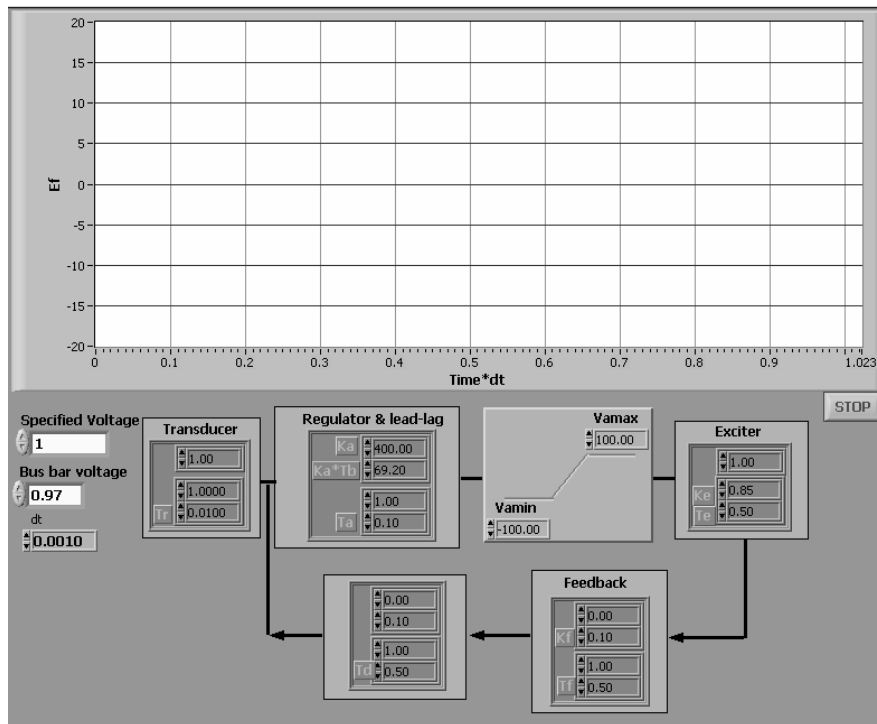 20
15
10
5
Ef
0
-5
-10
-15
-20
0 0.1 0.2 0.3 0.4 0.5 0.6 0.7 0.8 0.9 1.023
Time*dt
STOP
Specified Voltage
1
Bus bar voltage
0.97
dt
0.0010
Transducer
1.00
1.0000
Tr 0.0100
Regulator & lead-lag
Ka 400.00
Ka*Tb 69.20
1.00
Ta 0.10
Vamax
100.00
Vamin
-100.00
Exciter
1.00
Ke 0.85
Te 0.50
0.00
0.10
1.00
Td 0.50
Feedback
0.00
Kf 0.10
1.00
Tf 0.50